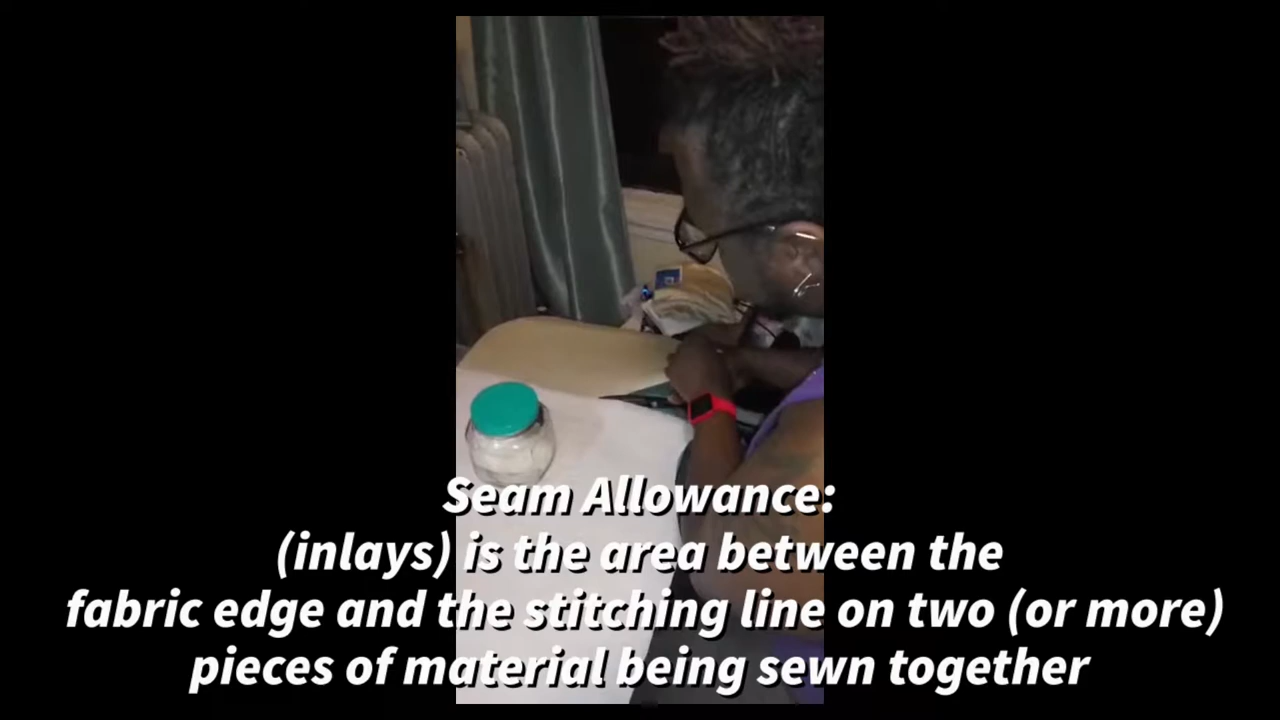 Seam Allowance:
(inlays) is the area between the
fabric edge and the stitching line on two (or more)
pieces of material being sewn together